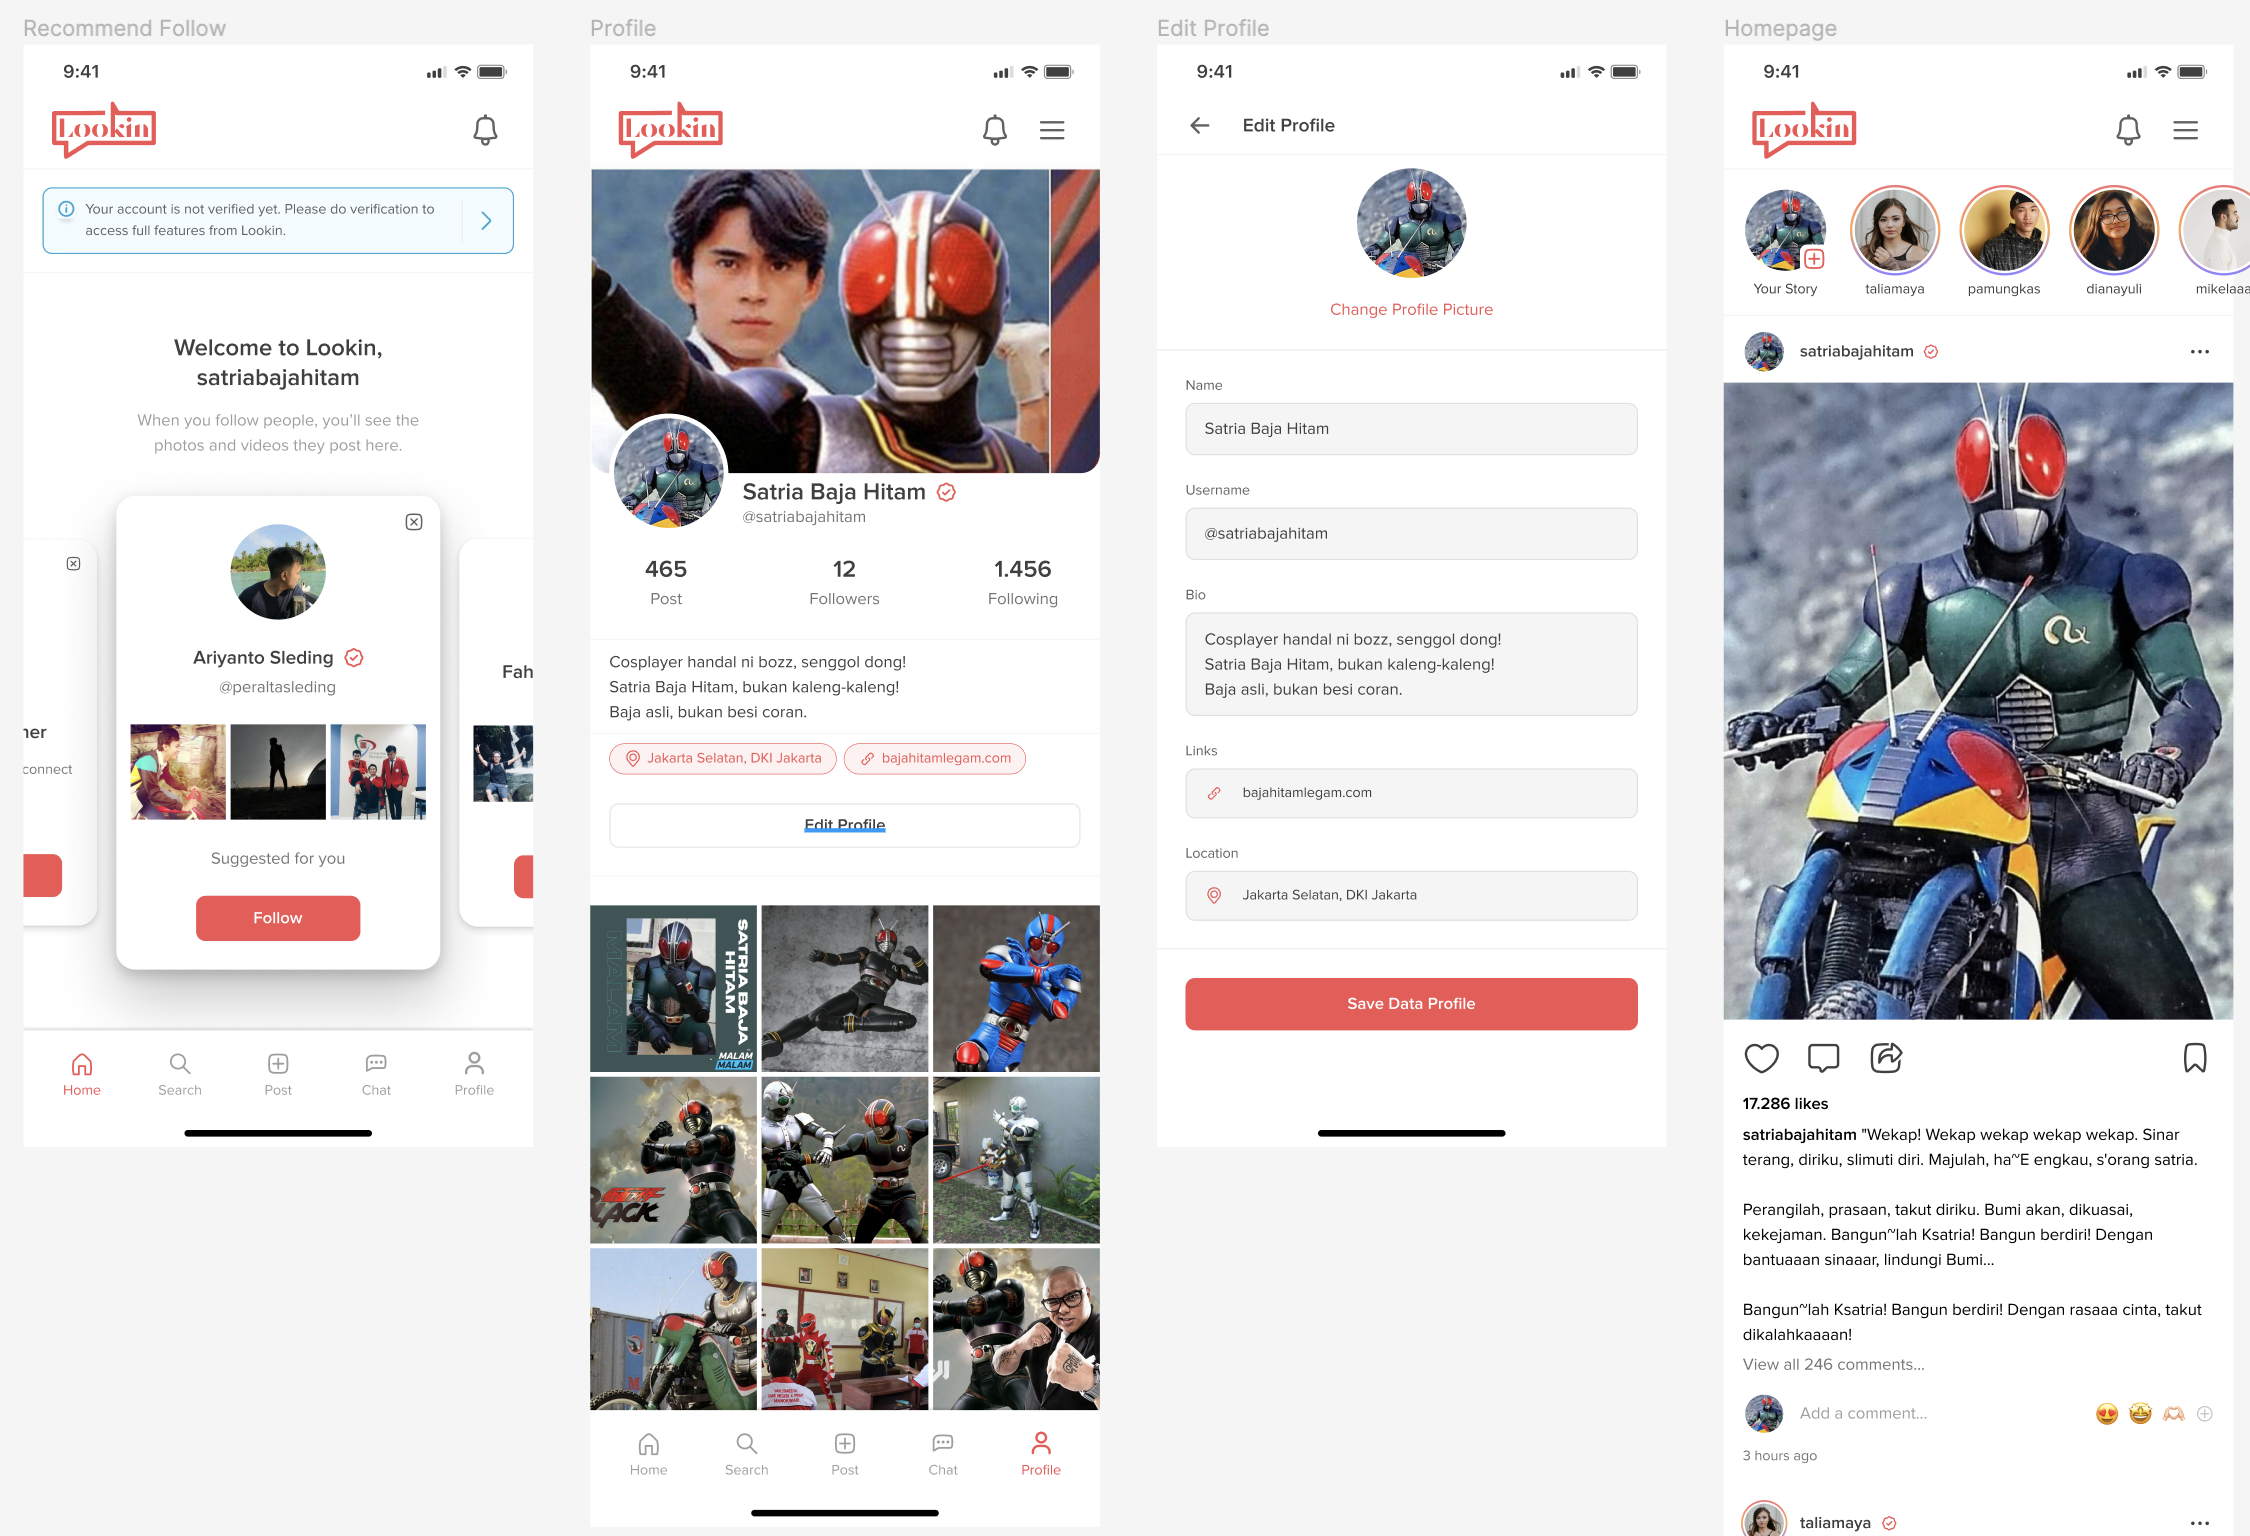 Recommend Follow
9:41
Lookin
Your account is not verified yet. Please do verification to
access full features from Lookin.
Welcome to Lookin,
satriabajahitam
When you follow people, you'll see the
photos and videos they post here.
ner
connect
Ariyanto Sleding
@peraltasleding
Suggested for you
Follow
Fah
Home
Search
Post
Chat
Profile
Profile
9:41
Lookin
Satria Baja Hitam
@satriabajahitam
465
12
1.456
Post
Followers
Following
Cosplayer handal ni bozz, senggol dong!
Satria Baja Hitam, bukan kaleng-kaleng!
Baja asli, bukan besi coran.
Jakarta Selatan, DKI Jakarta
bajahitamlegam.com
Edit Profile
MALAM
SATRIA BAJA
HITAM
MALAM
MALAM
BLACK
Home
Search
Post
Chat
Profile
Edit Profile
9:41
Edit Profile
Change Profile Picture
Name
Satria Baja Hitam
Username
@satriabajahitam
Bio
Cosplayer handal ni bozz, senggol dong!
Satria Baja Hitam, bukan kaleng-kaleng!
Baja asli, bukan besi coran.
Links
bajahitamlegam.com
Location
Jakarta Selatan, DKI Jakarta
Save Data Profile
Homepage
9:41
Lookin
Your Story
taliamaya
pamungkas
dianayuli
mikelaaa
satriabajahitam
17.286 likes
satriabajahitam "Wekap! Wekap wekap wekap wekap. Sinar
terang, diriku, slimuti diri. Majulah, ha~E engkau, s'orang satria.
Perangilah, prasaan, takut diriku. Bumi akan, dikuasai,
kekejaman. Bangun~lah Ksatria! Bangun berdiri! Dengan
bantuaaan sinaaar, lindungi Bumi...
Bangun~lah Ksatria! Bangun berdiri! Dengan rasaaa cinta, takut
dikalahkaaaan!
View all 246 comments...
Add a comment...
3 hours ago
taliamaya